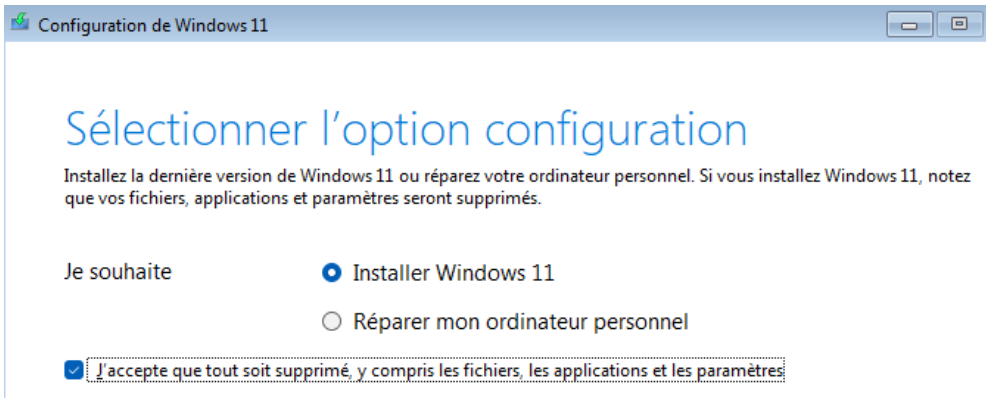 Configuration de Windows 11
Sélectionner l’option configuration
Installez la dernière version de Windows 11 ou réparez votre ordinateur personnel. Si vous installez Windows 11, notez
que vos fichiers, applications et paramètres seront supprimés.
Je souhaite
Installer Windows 11
Réparer mon ordinateur personnel
J'accepte que tout soit supprimé, y compris les fichiers, les applications et les paramètres